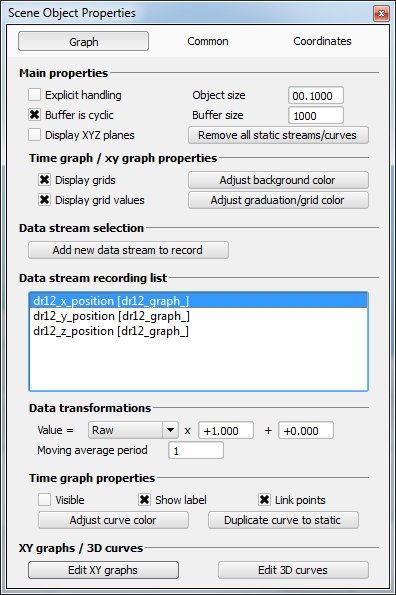 Scene Object Properties
Graph Common Coordinates
Main properties
Explicit handling Object size 00.1000
Buffer is cyclic Buffer size 1000
Display XYZ planes Remove all static streams/curves
Time graph / xy graph properties
Display grids Adjust background color
Display grid values Adjust graduation/grid color
Data stream selection
Add new data stream to record
Data stream recording list
dr12_x_position [dr12_graph_]
dr12_y_position [dr12_graph_]
dr12_z_position [dr12_graph_]
Data transformations
Value = Raw x +1.000 + +0.000
Moving average period 1
Time graph properties
Visible Show label Link points
Adjust curve color Duplicate curve to static
XY graphs / 3D curves
Edit XY graphs Edit 3D curves